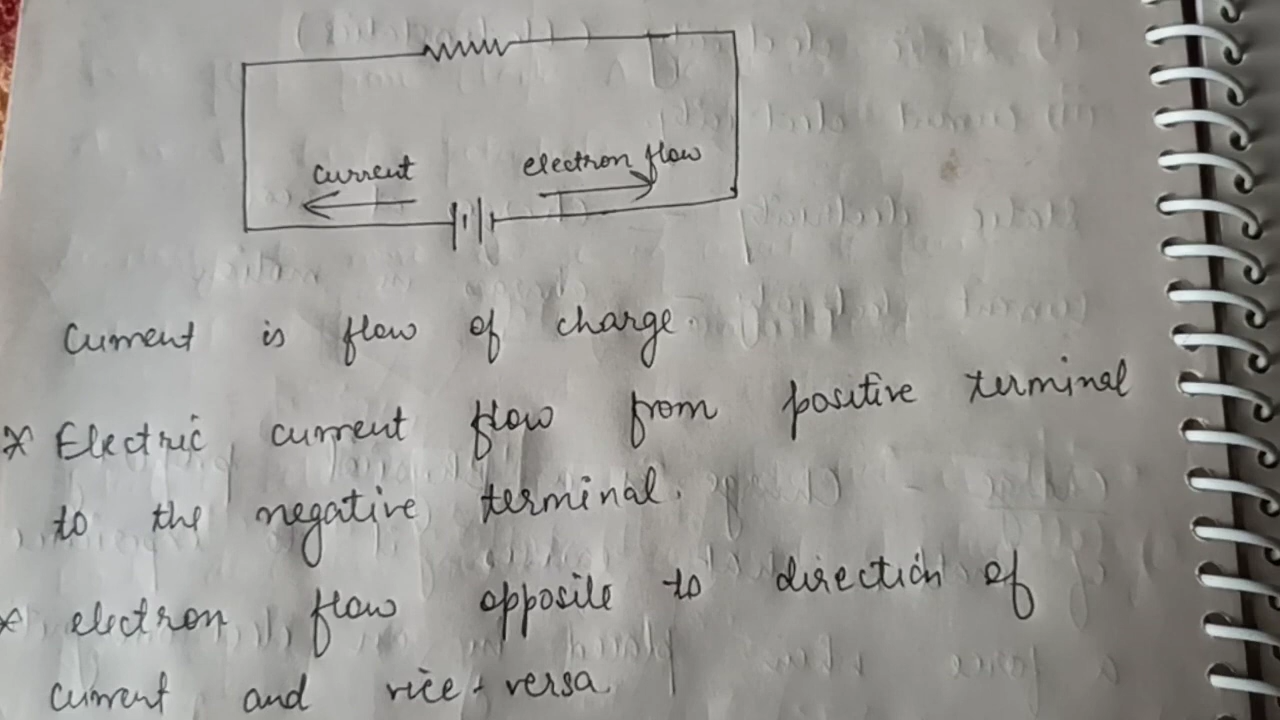 current
electron flow
Current is flow of charge.
* Electric current flow from positive terminal
to the negative terminal.
* electron flow opposite to direction of
current and vice-versa